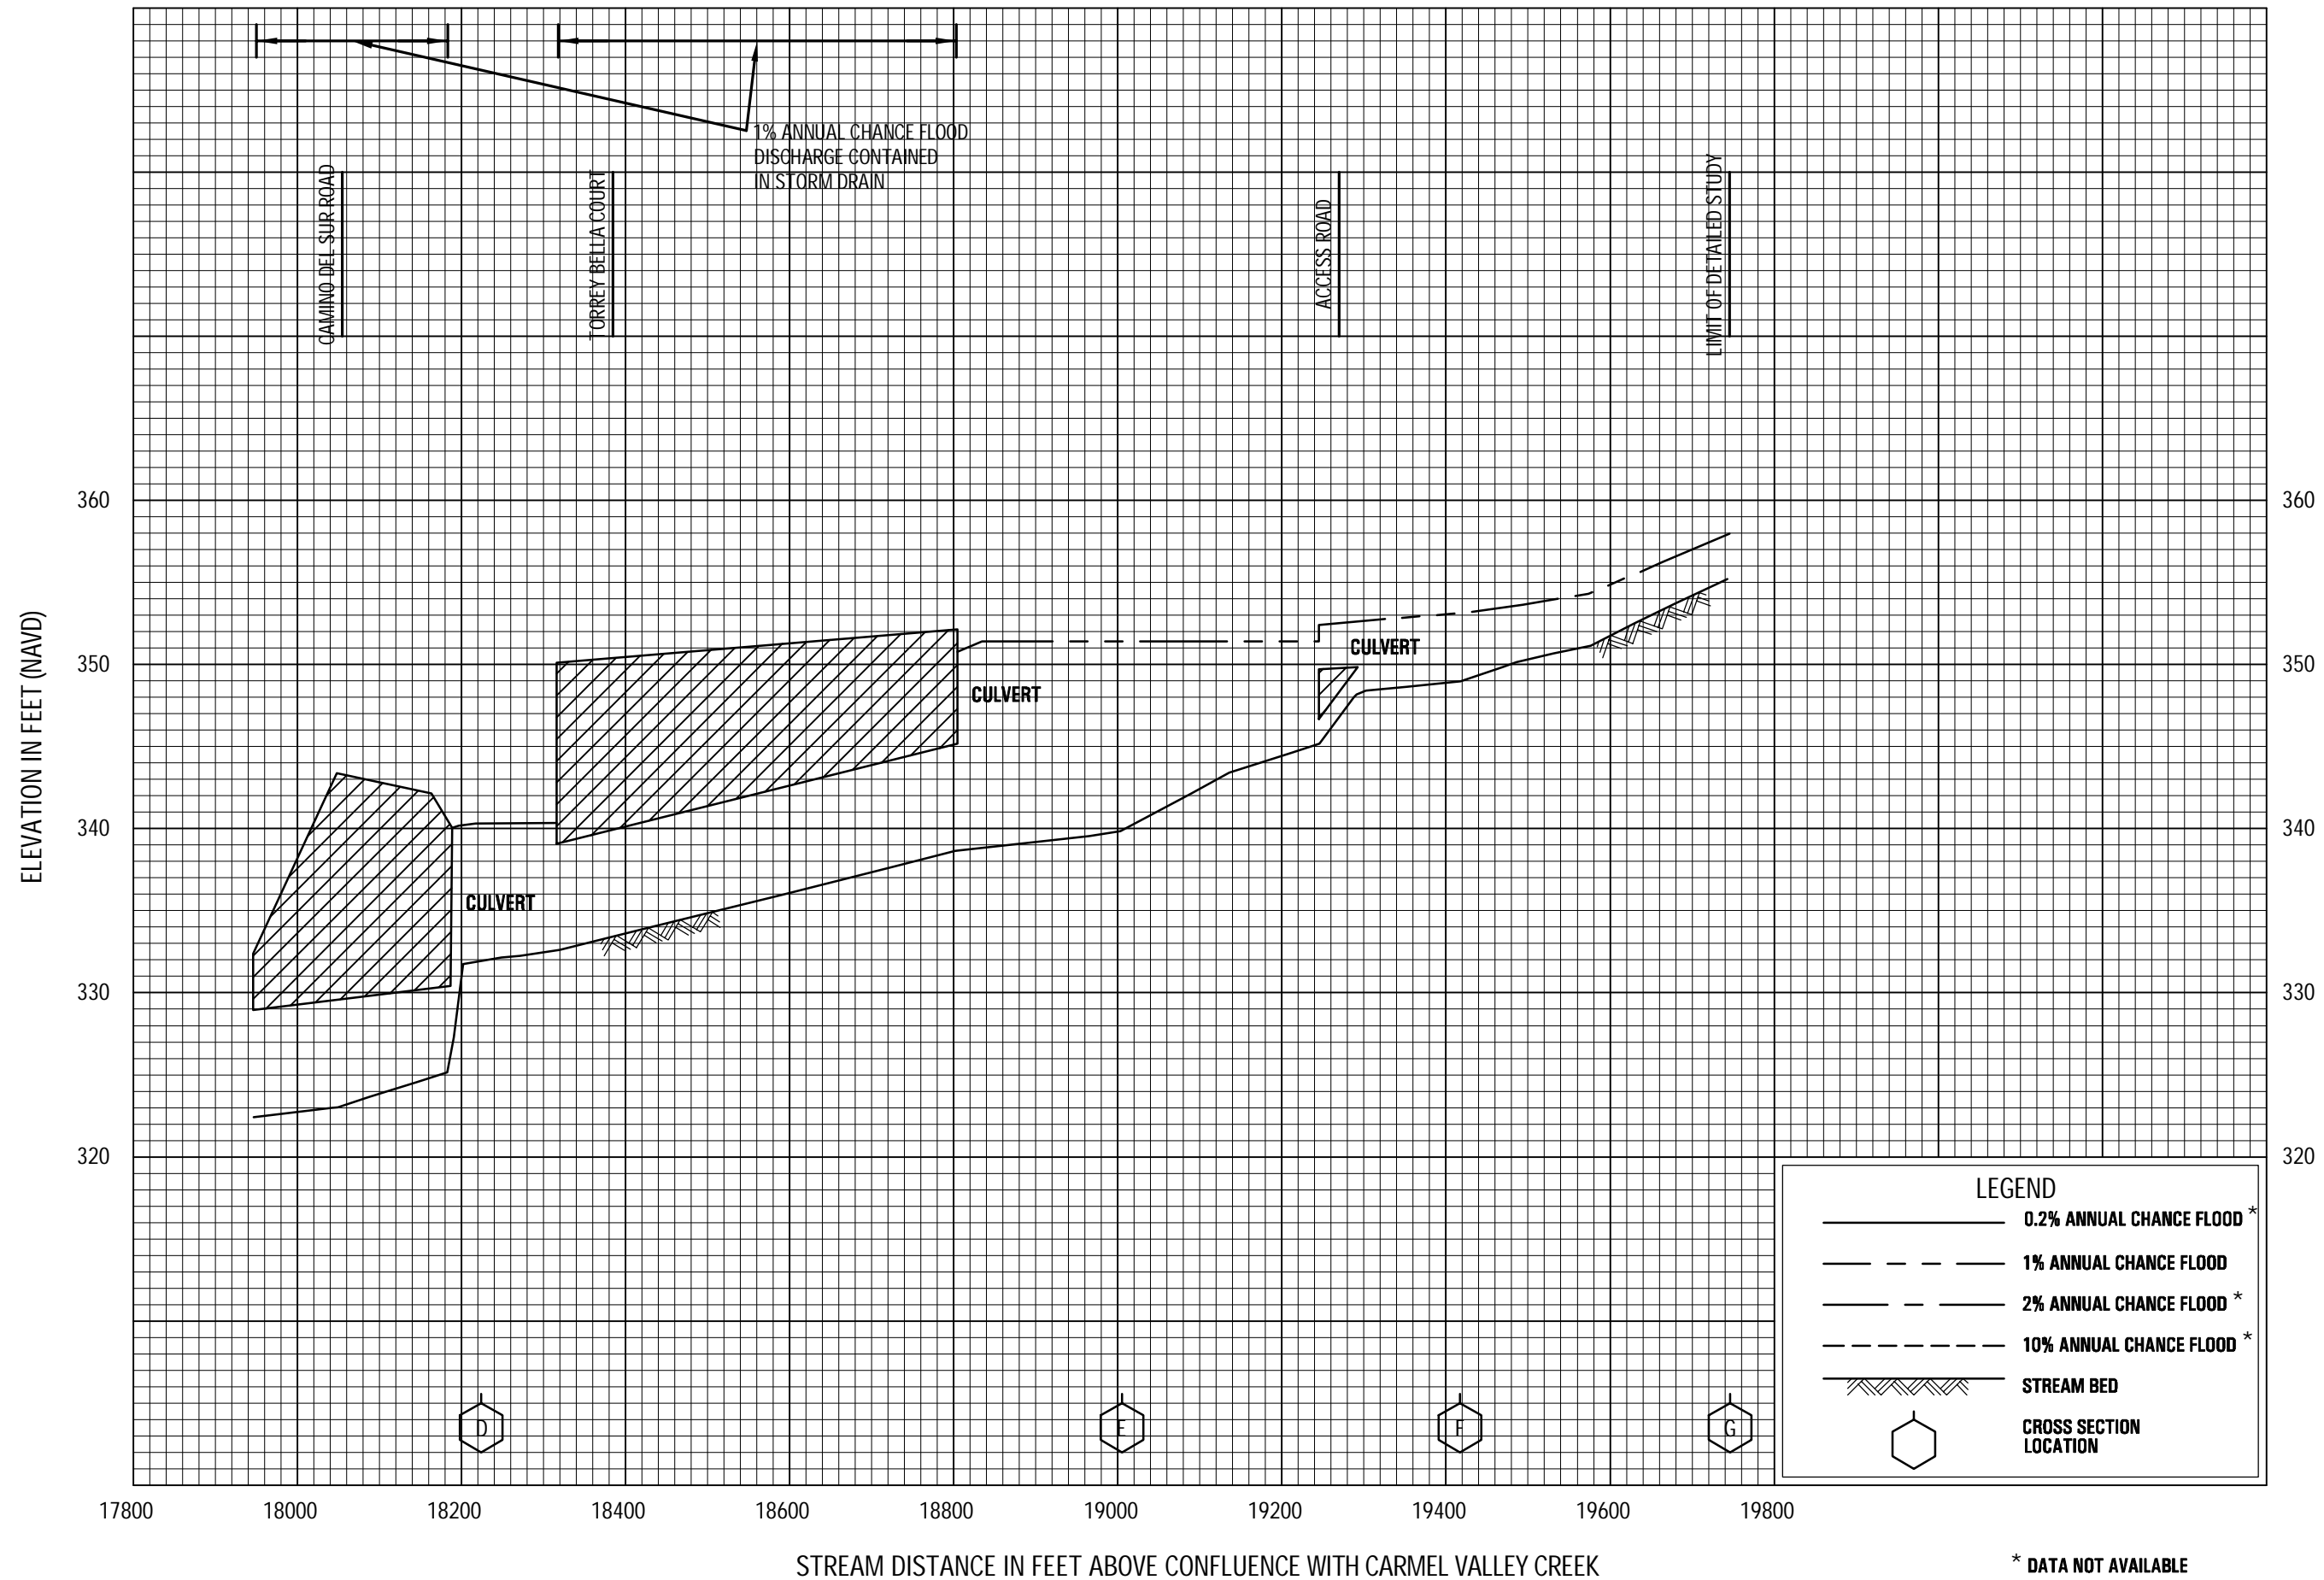 1% ANNUAL CHANCE FLOOD
DISCHARGE CONTAINED
IN STORM DRAIN
CAMINO DEL SUR ROAD
TORREY BELLA COURT
ACCESS ROAD
LIMIT OF DETAILED STUDY
ELEVATION IN FEET (NAVD)
360
360
350
350
340
340
330
330
320
320
CULVERT
CULVERT
CULVERT
D
E
F
G
LEGEND
0.2% ANNUAL CHANCE FLOOD *
1% ANNUAL CHANCE FLOOD
2% ANNUAL CHANCE FLOOD *
10% ANNUAL CHANCE FLOOD *
STREAM BED
CROSS SECTION
LOCATION
17800 18000 18200 18400 18600 18800 19000 19200 19400 19600 19800
STREAM DISTANCE IN FEET ABOVE CONFLUENCE WITH CARMEL VALLEY CREEK
* DATA NOT AVAILABLE